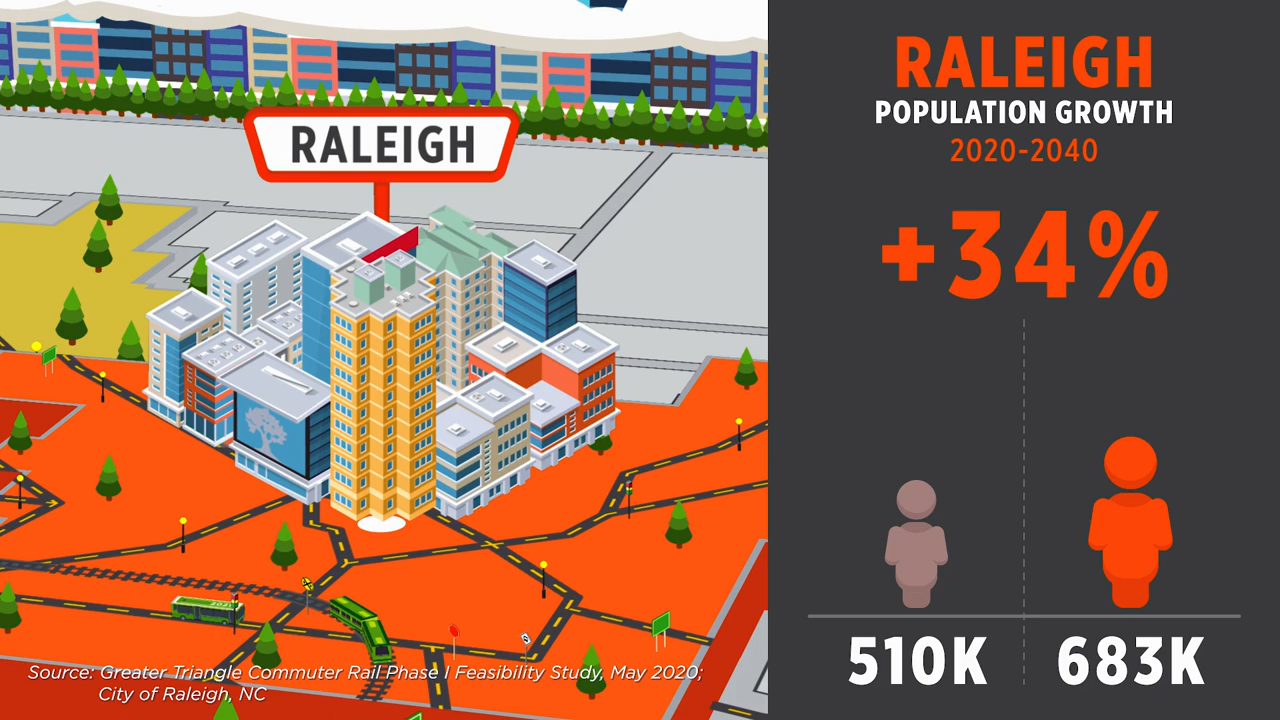 RALEIGH
RALEIGH
POPULATION GROWTH
2020-2040
+34%
510K 683K
Source: Greater Triangle Commuter Rail Phase I Feasibility Study, May 2020;
City of Raleigh, NC